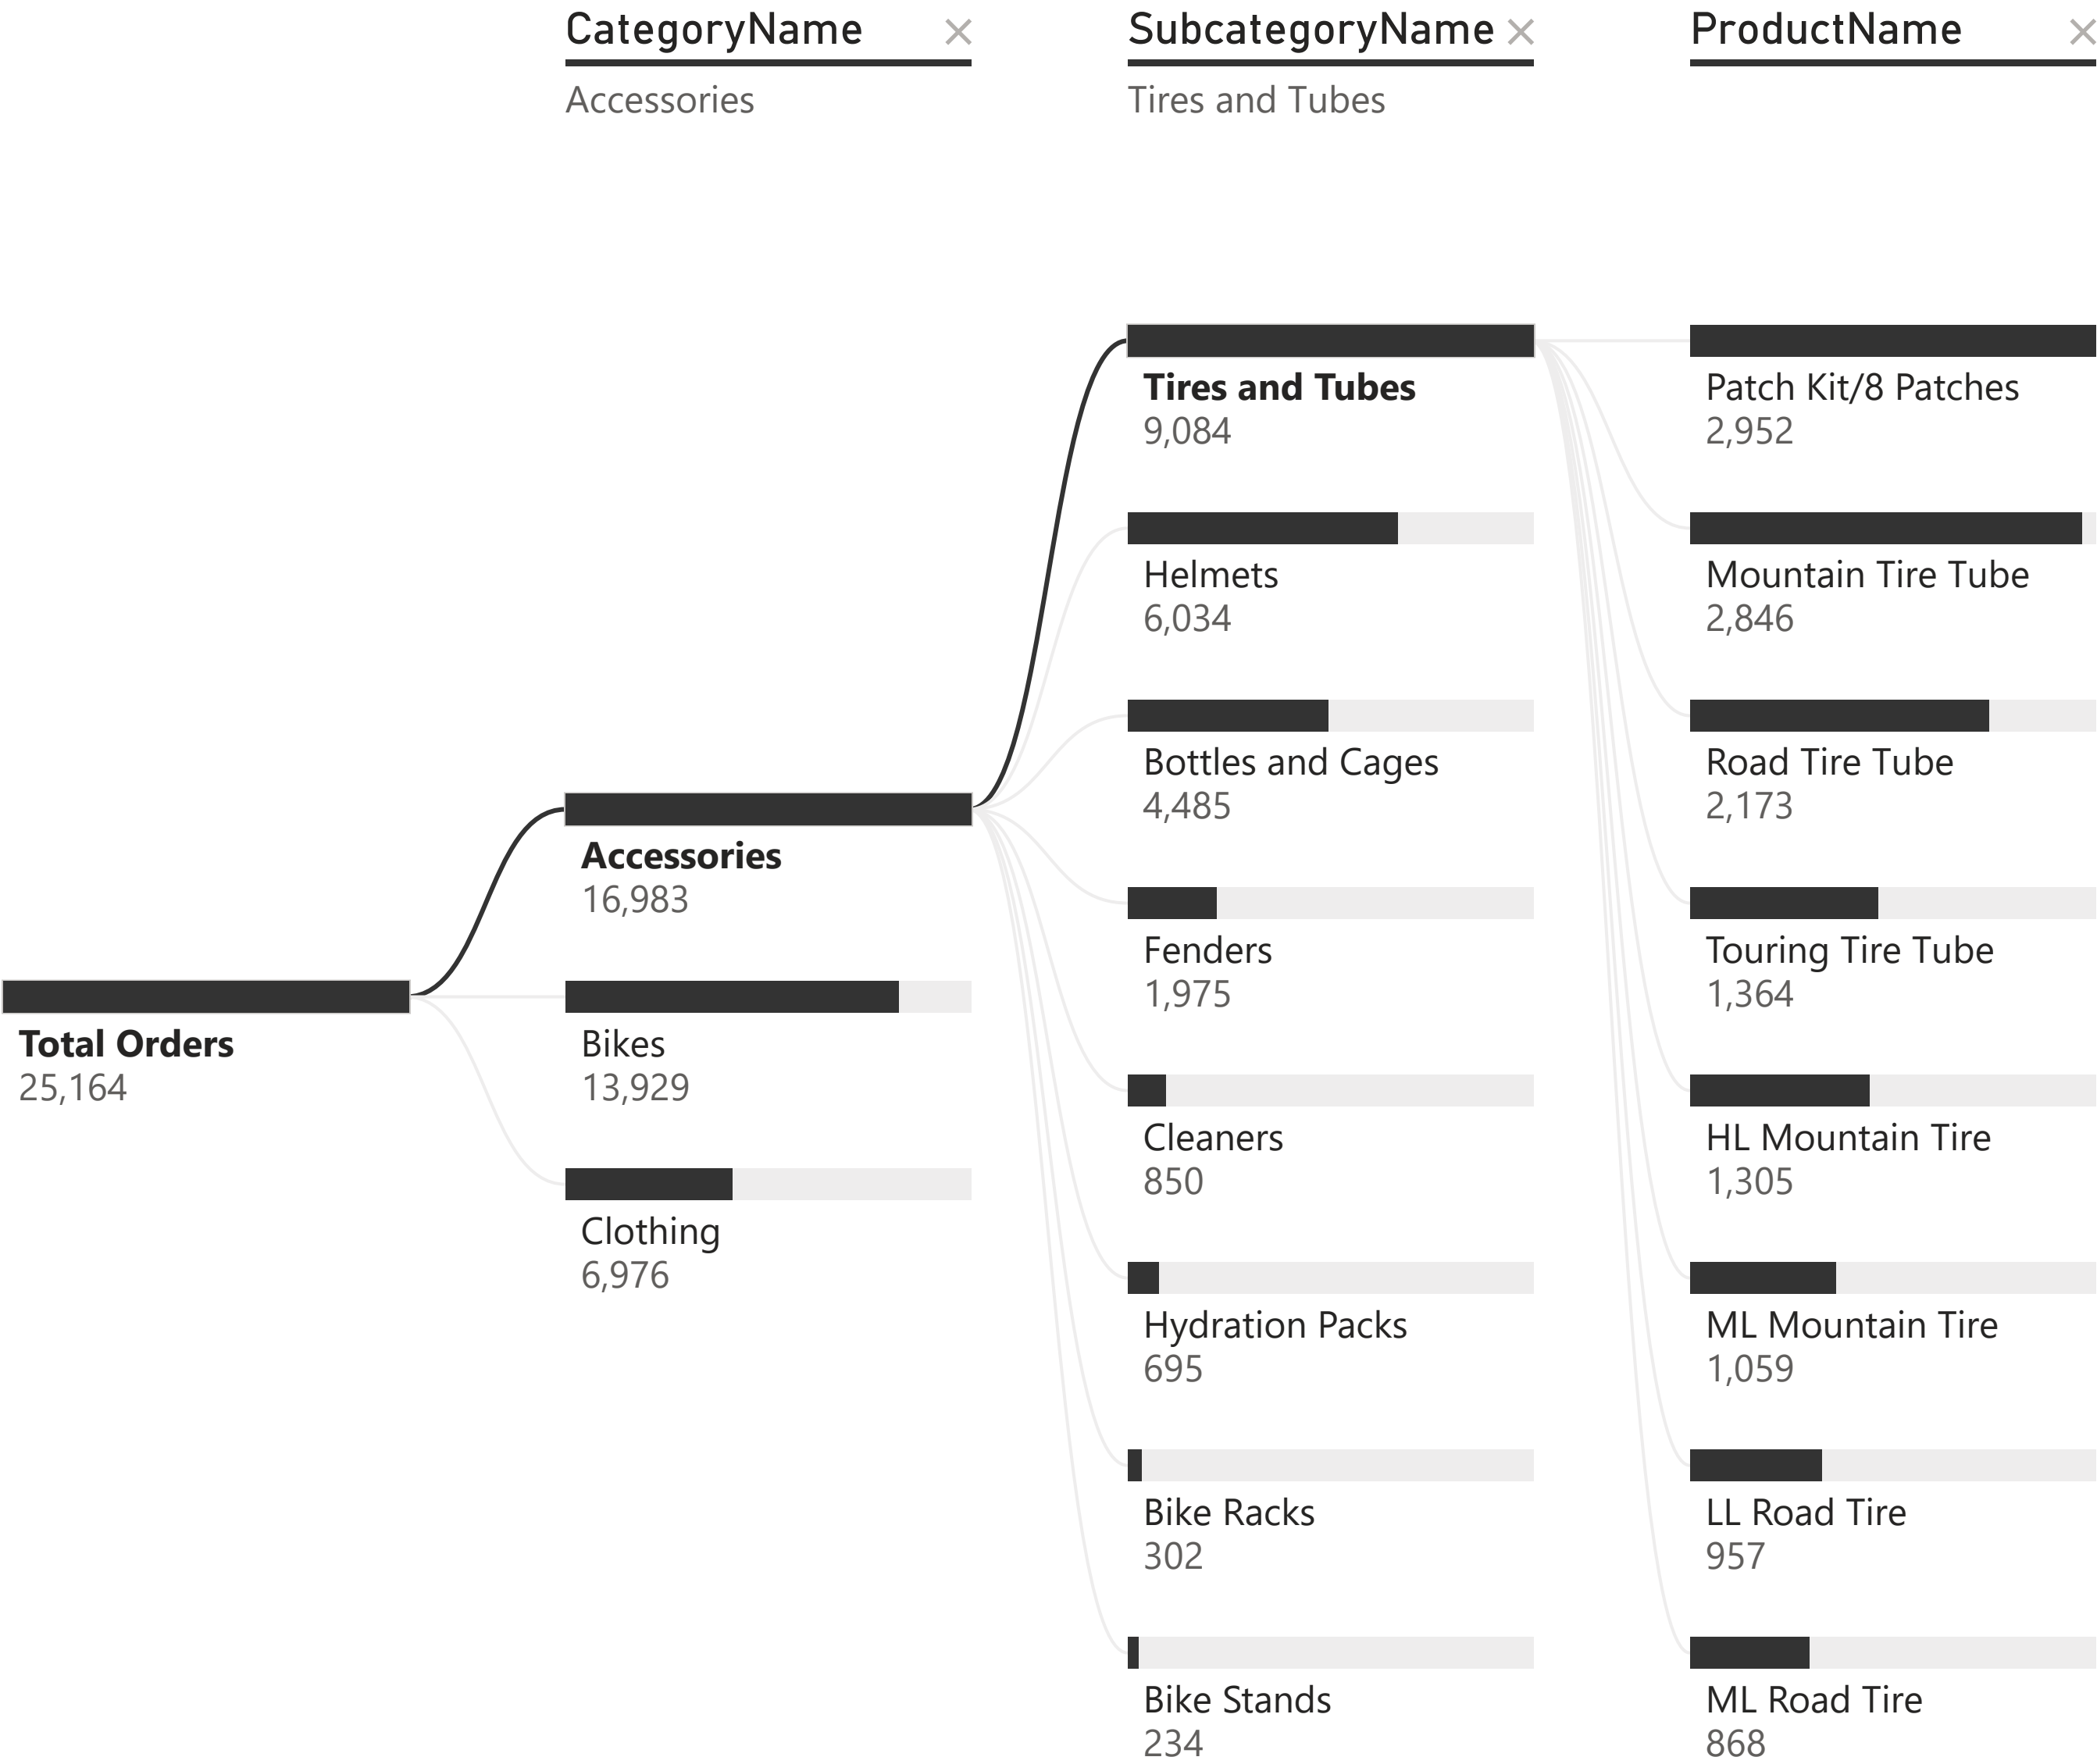 CategoryName
Accessories
SubcategoryName
Tires and Tubes
ProductName
Total Orders
25,164
Accessories
16,983
Bikes
13,929
Clothing
6,976
Tires and Tubes
9,084
Helmets
6,034
Bottles and Cages
4,485
Fenders
1,975
Cleaners
850
Hydration Packs
695
Bike Racks
302
Bike Stands
234
Patch Kit/8 Patches
2,952
Mountain Tire Tube
2,846
Road Tire Tube
2,173
Touring Tire Tube
1,364
HL Mountain Tire
1,305
ML Mountain Tire
1,059
LL Road Tire
957
ML Road Tire
868